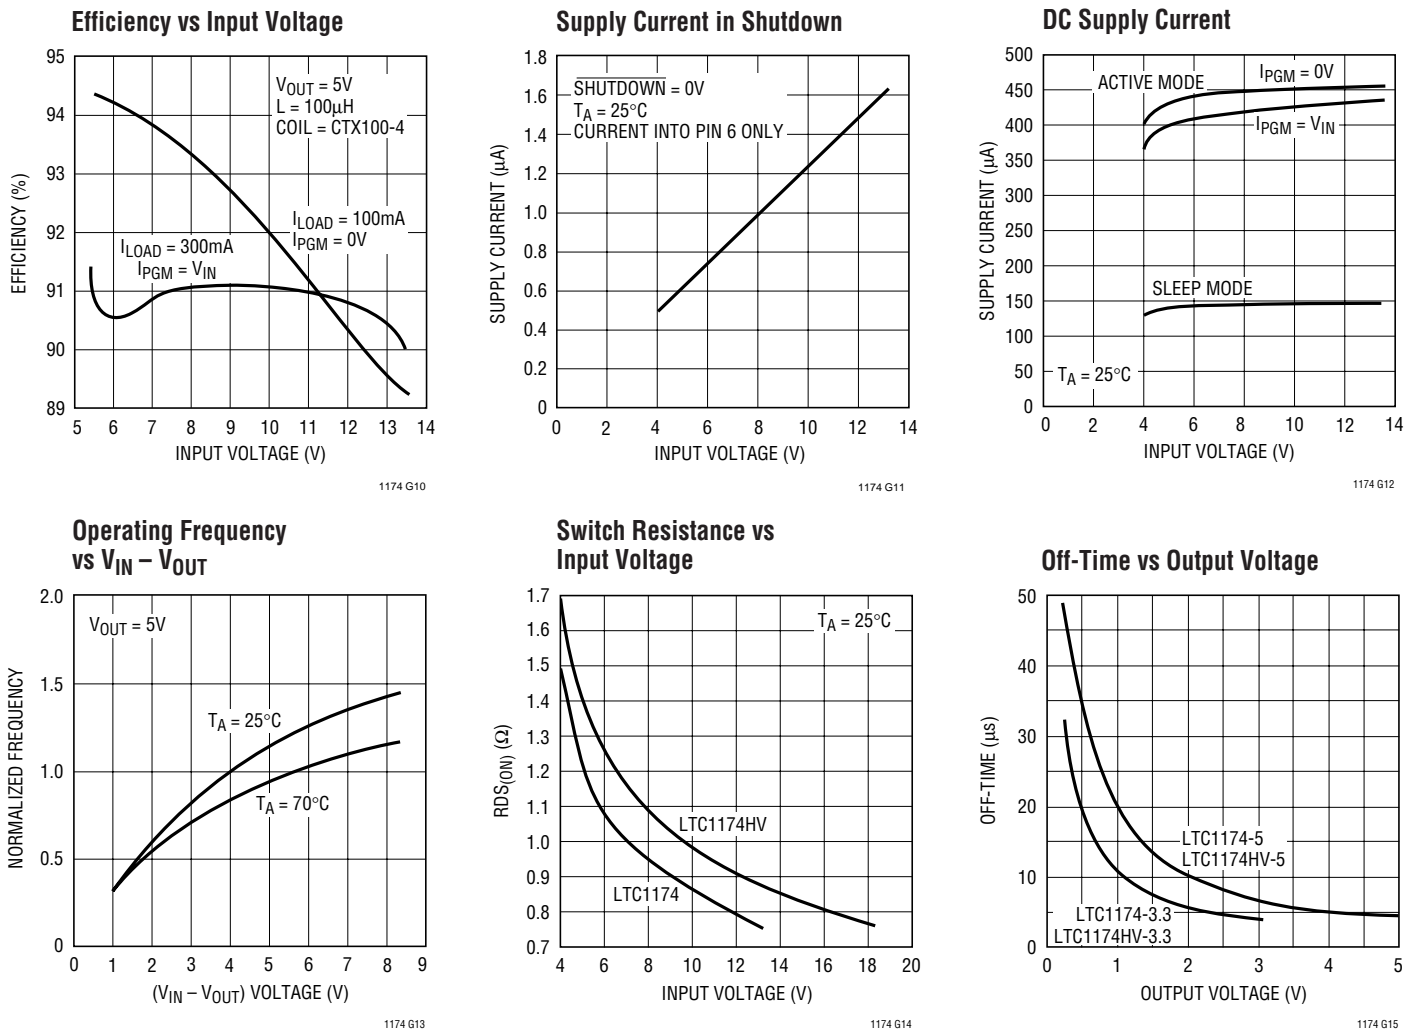 Efficiency vs Input Voltage
95
94
93
92
91
90
89
EFFICIENCY (%)
VOUT = 5V
L = 100µH
COIL = CTX100-4
ILOAD = 100mA
IPGM = 0V
ILOAD = 300mA
IPGM = VIN
5 6 7 8 9 10 11 12 13 14
INPUT VOLTAGE (V)
1174 G10
Supply Current in Shutdown
1.8
1.6
1.4
1.2
1.0
0.8
0.6
0.4
0.2
0
SUPPLY CURRENT (µA)
SHUTDOWN = 0V
TA = 25°C
CURRENT INTO PIN 6 ONLY
0 2 4 6 8 10 12 14
INPUT VOLTAGE (V)
1174 G11
DC Supply Current
500
450
400
350
300
250
200
150
100
50
0
SUPPLY CURRENT (µA)
ACTIVE MODE
IPGM = 0V
IPGM = VIN
SLEEP MODE
TA = 25°C
0 2 4 6 8 10 12 14
INPUT VOLTAGE (V)
1174 G12
Operating Frequency
vs VIN – VOUT
2.0
1.5
1.0
0.5
0
NORMALIZED FREQUENCY
VOUT = 5V
TA = 25°C
TA = 70°C
0 1 2 3 4 5 6 7 8 9
(VIN – VOUT) VOLTAGE (V)
1174 G13
Switch Resistance vs
Input Voltage
1.7
1.6
1.5
1.4
1.3
1.2
1.1
1.0
0.9
0.8
0.7
RDS(ON) (Ω)
TA = 25°C
LTC1174HV
LTC1174
4 6 8 10 12 14 16 18 20
INPUT VOLTAGE (V)
1174 G14
Off-Time vs Output Voltage
50
40
30
20
10
0
OFF-TIME (µs)
LTC1174-5
LTC1174HV-5
LTC1174-3.3
LTC1174HV-3.3
0 1 2 3 4 5
OUTPUT VOLTAGE (V)
1174 G15